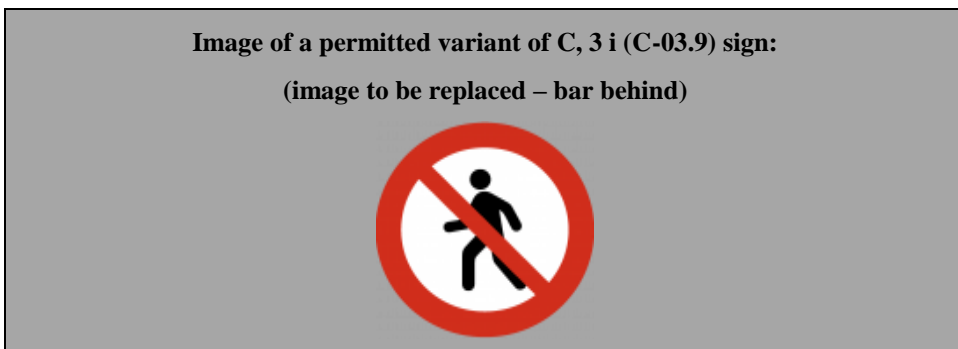 Image of a permitted variant of C, 3 i (C-03.9) sign:
(image to be replaced – bar behind)